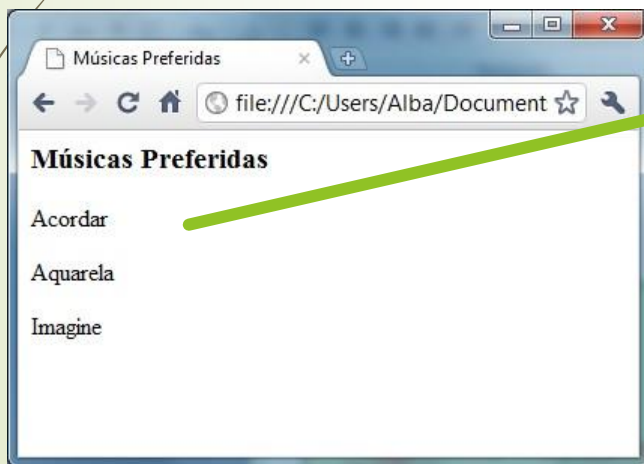 Músicas Preferidas
file:///C:/Users/Alba/Document
Músicas Preferidas
Acordar
Aquarela
Imagine